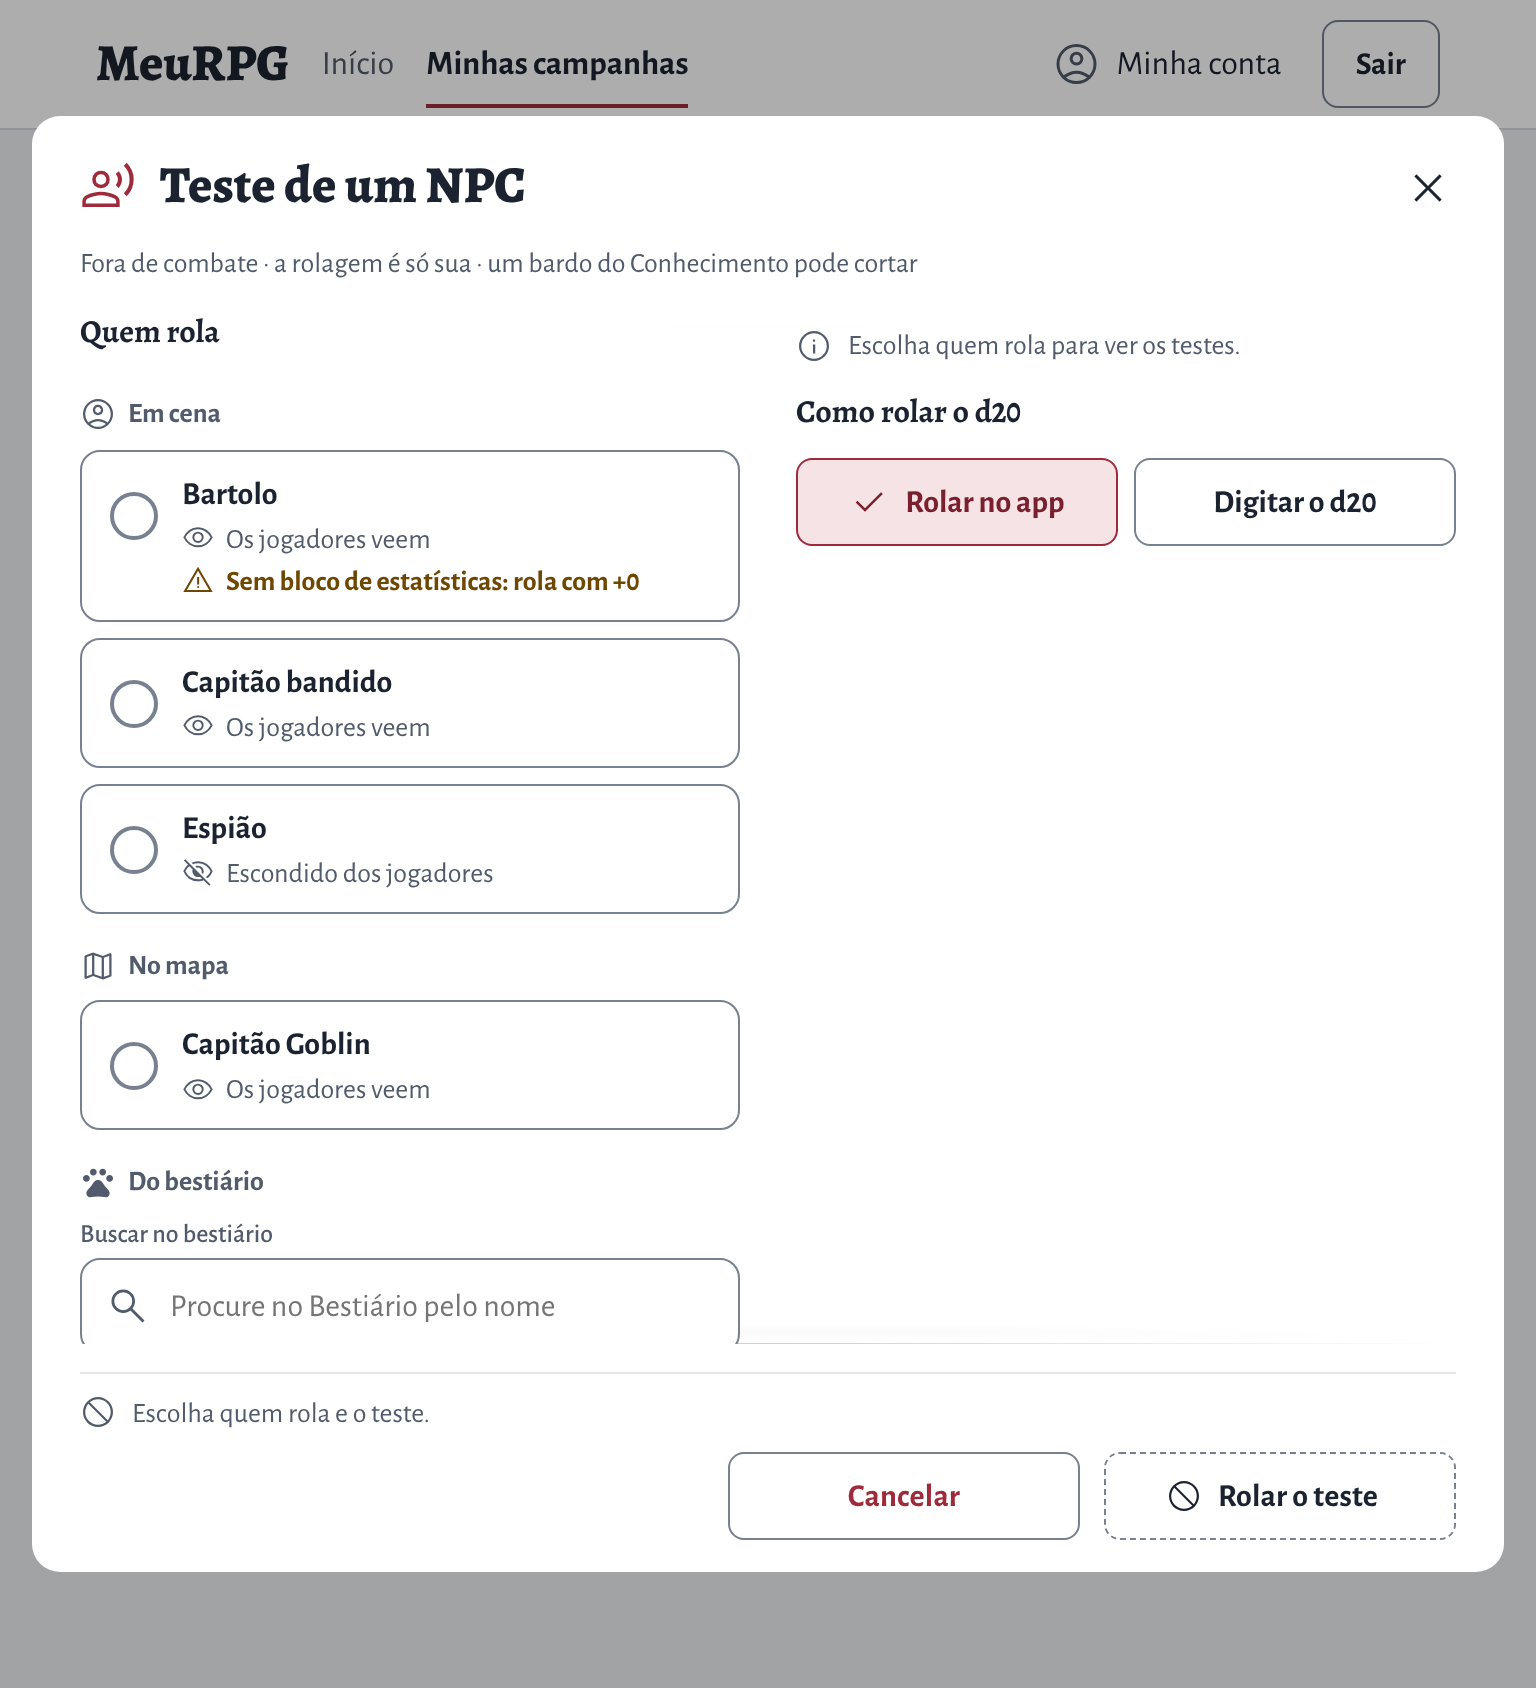 MeuRPG
Início
Minhas campanhas
Minha conta
Sair
Teste de um NPC
Fora de combate · a rolagem é só sua · um bardo do Conhecimento pode cortar
Quem rola
Em cena
Bartolo
Os jogadores veem
Sem bloco de estatísticas: rola com +0
Capitão bandido
Os jogadores veem
Espião
Escondido dos jogadores
No mapa
Capitão Goblin
Os jogadores veem
Do bestiário
Buscar no bestiário
Procure no Bestiário pelo nome
Escolha quem rola para ver os testes.
Como rolar o d20
Rolar no app
Digitar o d20
Escolha quem rola e o teste.
Cancelar
Rolar o teste